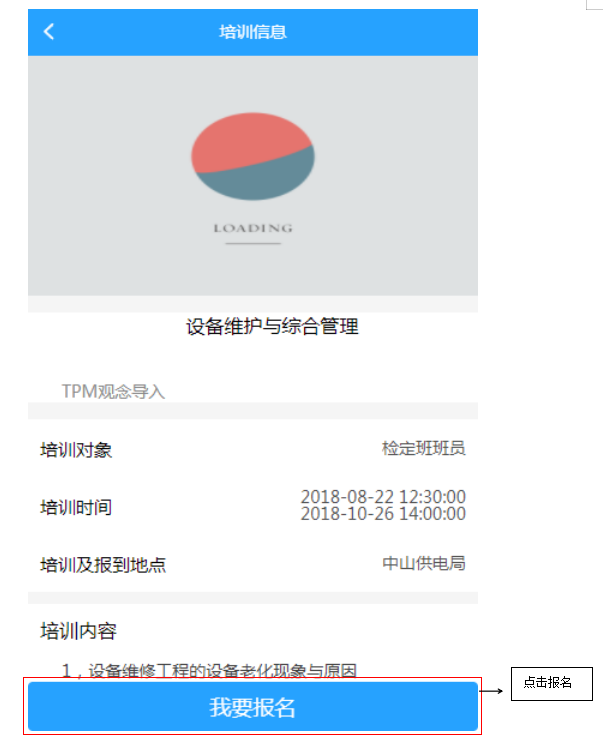 培训信息
LOADING
设备维护与综合管理
TPM观念导入
培训对象 检定班班员
培训时间 2018-08-22 12:30:00
2018-10-26 14:00:00
培训及报到地点 中山供电局
培训内容
1，设备维修工程的设备老化现象与原因
我要报名
点击报名